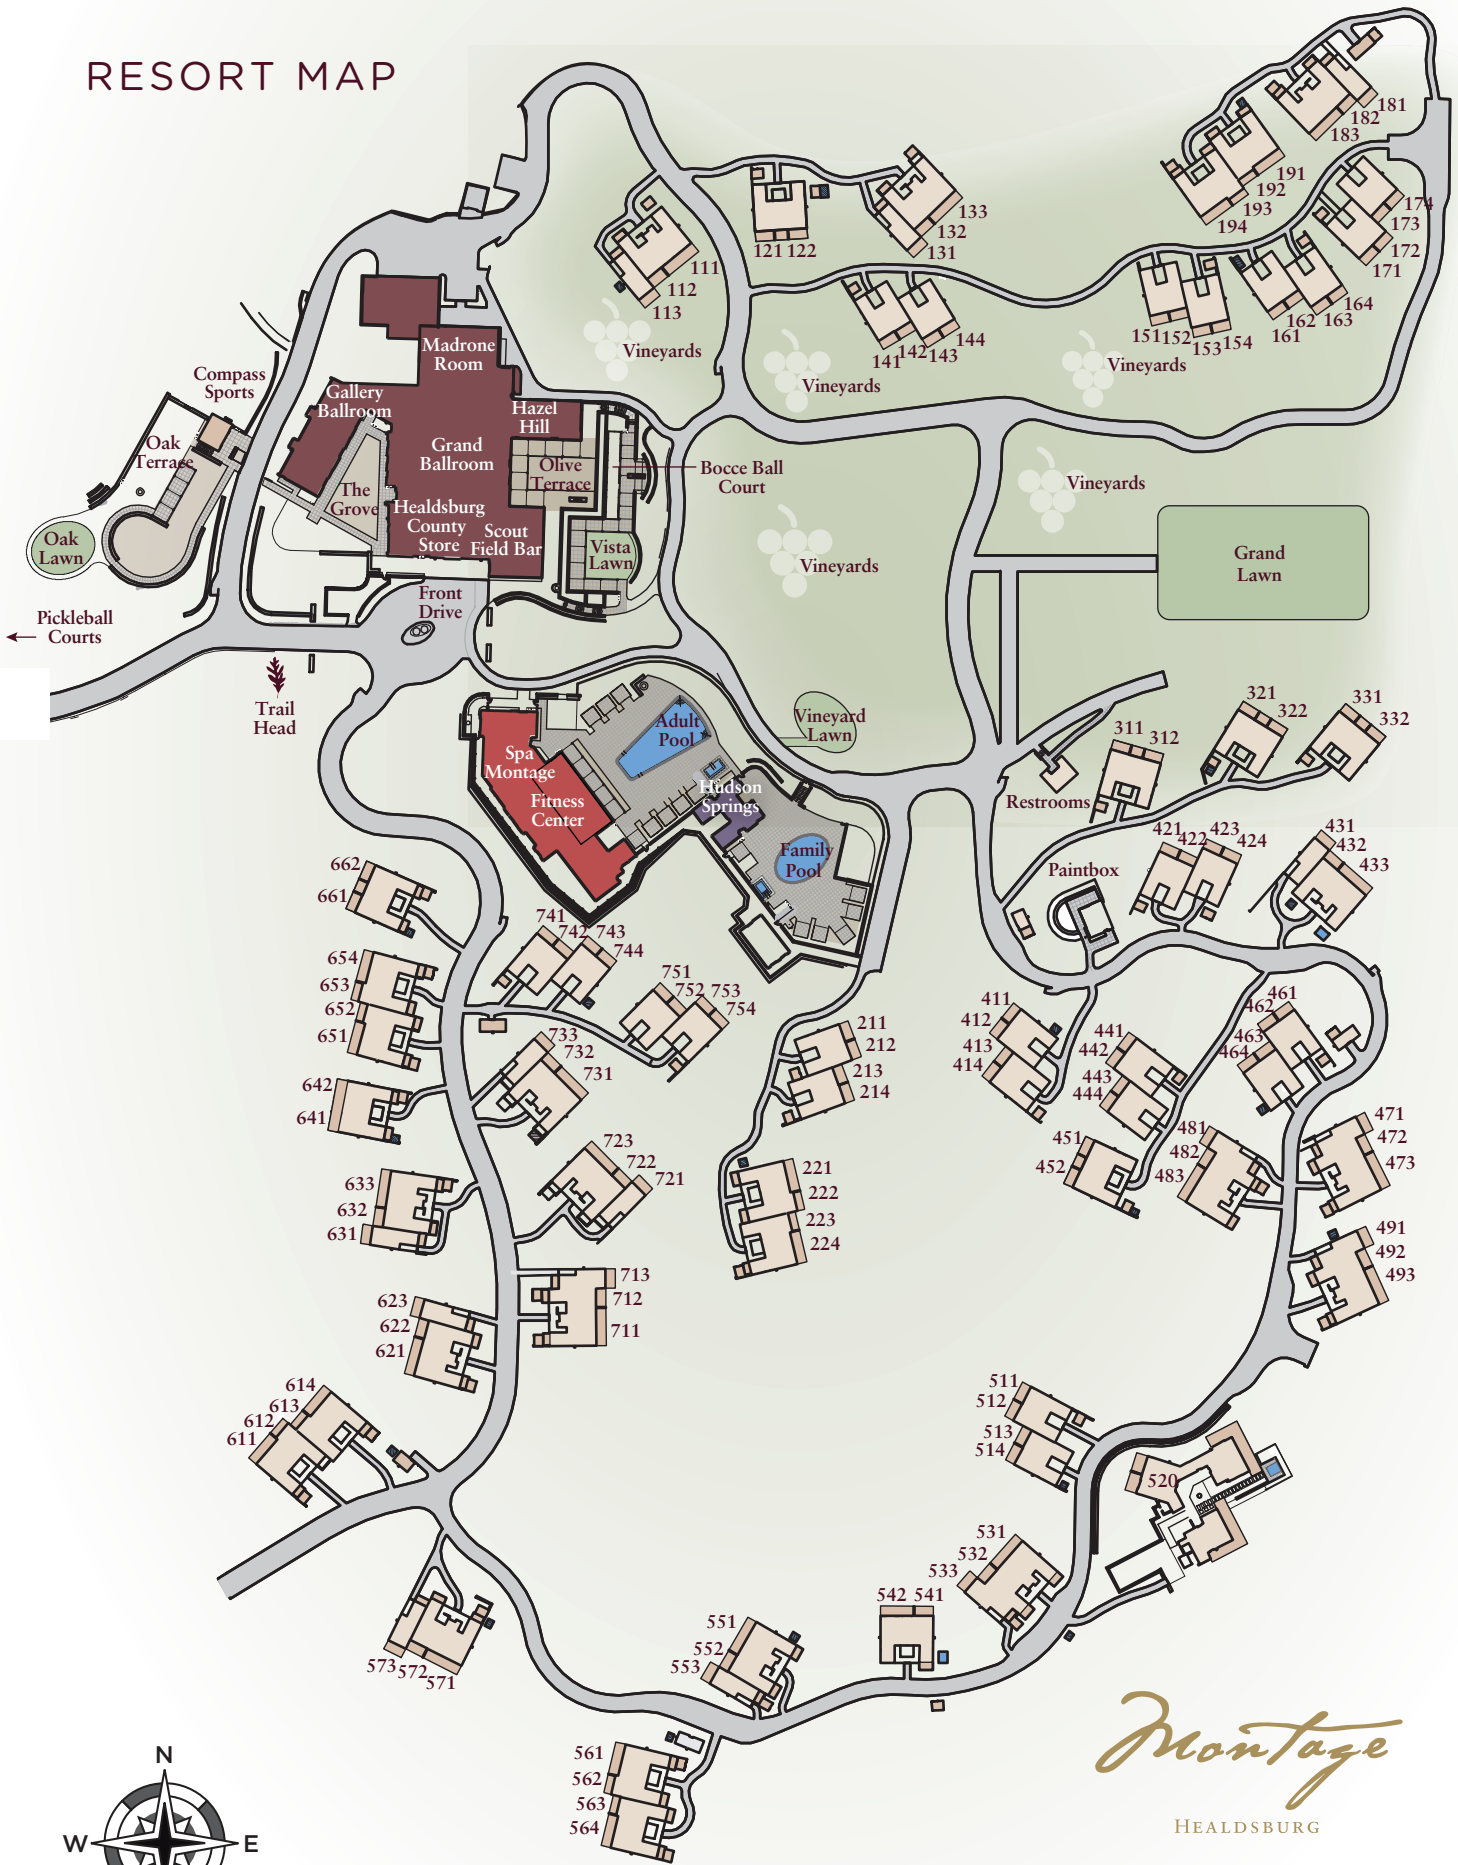 RESORT MAP
181
182
183
191
192
193
194
174
173
172
171
133
132
131
121 122
111
112
113
164
163
162
161
151 152
153 154
144
143
142
141
Vineyards
Vineyards
Vineyards
Vineyards
Vineyards
Madrone
Room
Compass
Sports
Gallery
Ballroom
Hazel
Hill
Oak
Terrace
Grand
Ballroom
Olive
Terrace
Bocce Ball
Court
The
Grove
Healdsburg
County
Store
Scout
Field Bar
Oak
Lawn
Vista
Lawn
Grand
Lawn
Front
Drive
Pickleball
Courts
Trail
Head
Adult
Pool
Vineyard
Lawn
Spa
Montage
Hudson
Springs
Fitness
Center
Family
Pool
Restrooms
Paintbox
311 312
321
322
331
332
421
422
423
424
431
432
433
662
661
654
653
652
651
642
641
633
632
631
623
622
621
614
613
612
611
741
742 743
744
751
752 753
754
733
732
731
723
722
721
713
712
711
211
212
213
214
221
222
223
224
411
412
413
414
441
442
443
444
451
452
461
462
463
464
471
472
473
481
482
483
491
492
493
511
512
513
514
520
531
532
533
542 541
551
552
553
561
562
563
564
573 572
571
N
W E
Montage
HEALDSBURG